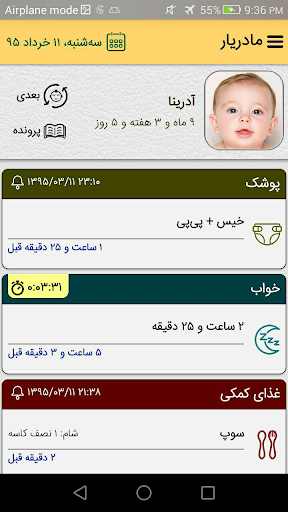 Airplane mode 55% 9:36 PM
مادریار
سه‌شنبه، ۱۱ خرداد ۹۵
آدرینا
۹ ماه و ۳ هفته و ۵ روز
بعدی
پرونده
پوشک
۱۳۹۵/۰۳/۱۱ ۲۳:۱۰
خیس + پی‌پی
۱ ساعت و ۲۵ دقیقه قبل
خواب
۰:۰۳:۳۱
۲ ساعت و ۲۵ دقیقه
۵ ساعت و ۳ دقیقه قبل
غذای کمکی
۱۳۹۵/۰۳/۱۱ ۲۱:۳۸
سوپ
شام: ۱ نصف کاسه
۲ دقیقه قبل